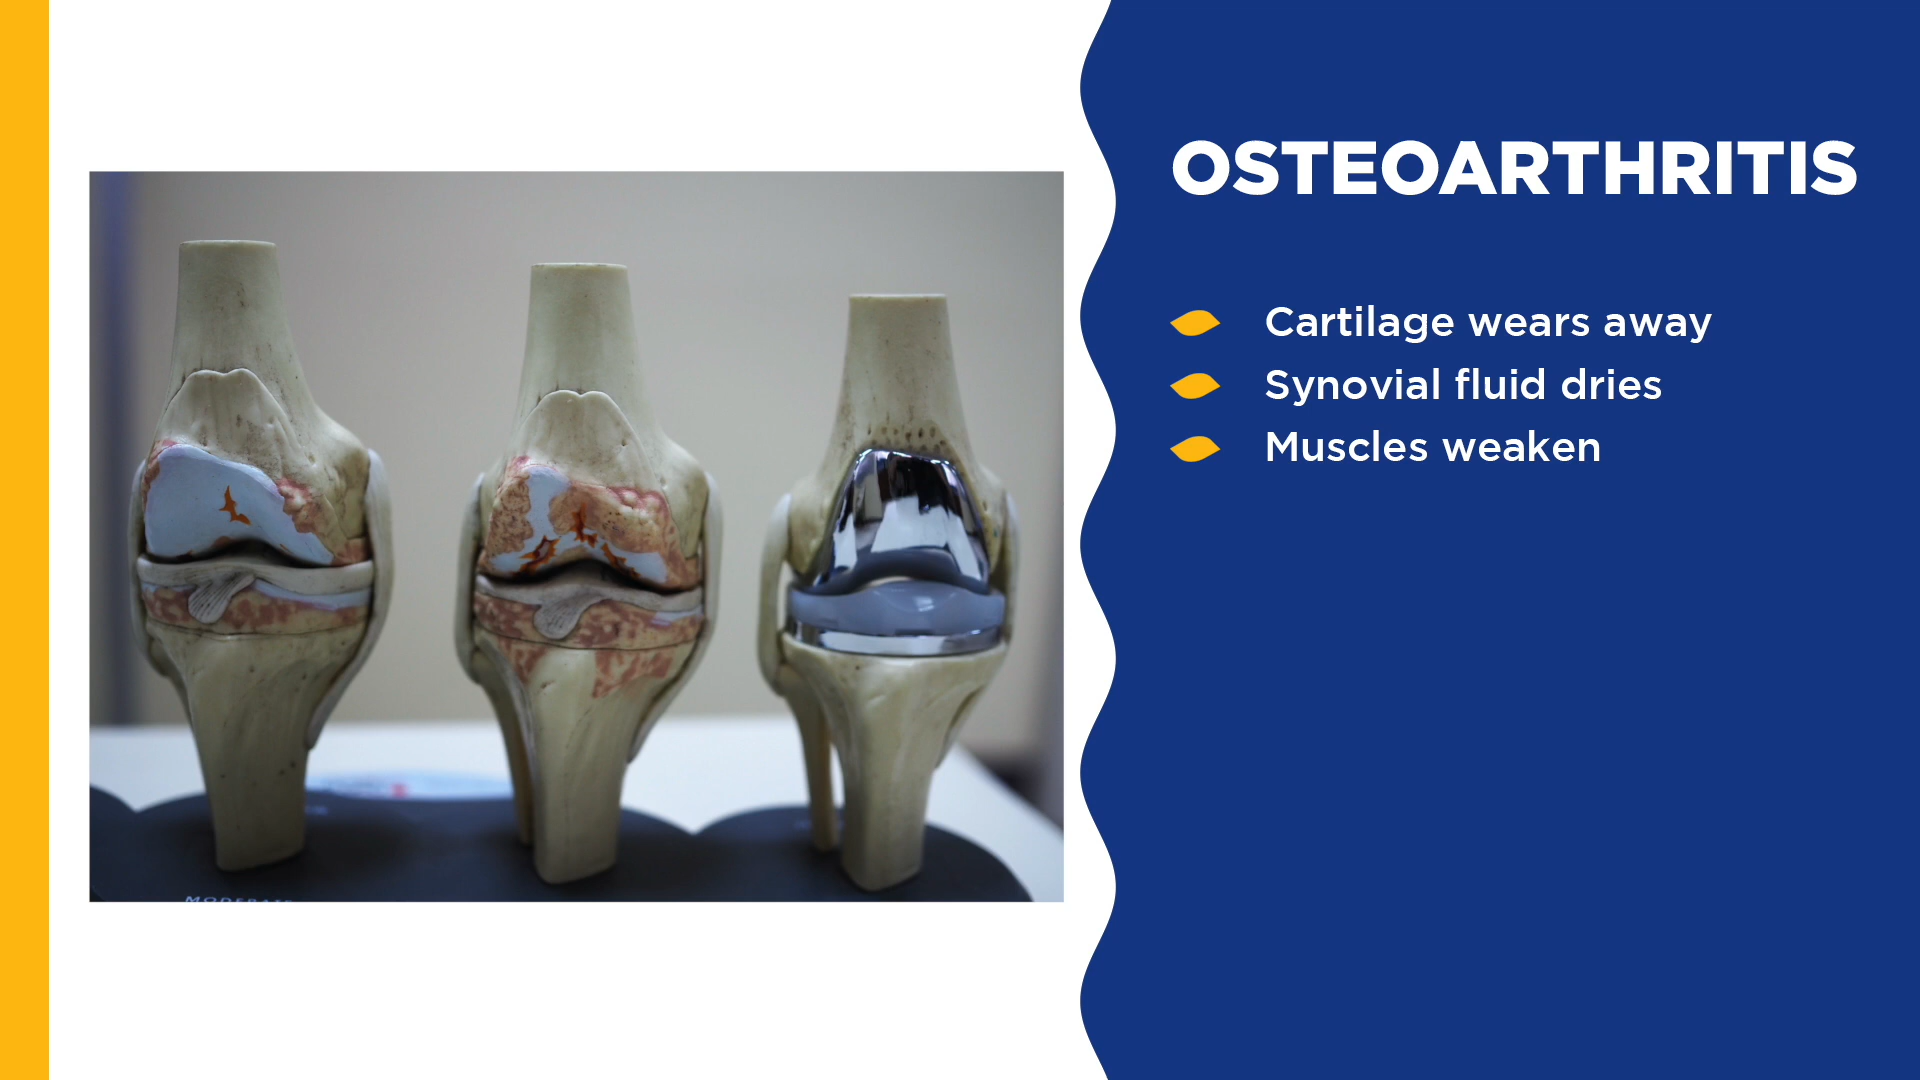 OSTEOARTHRITIS
Cartilage wears away
Synovial fluid dries
Muscles weaken